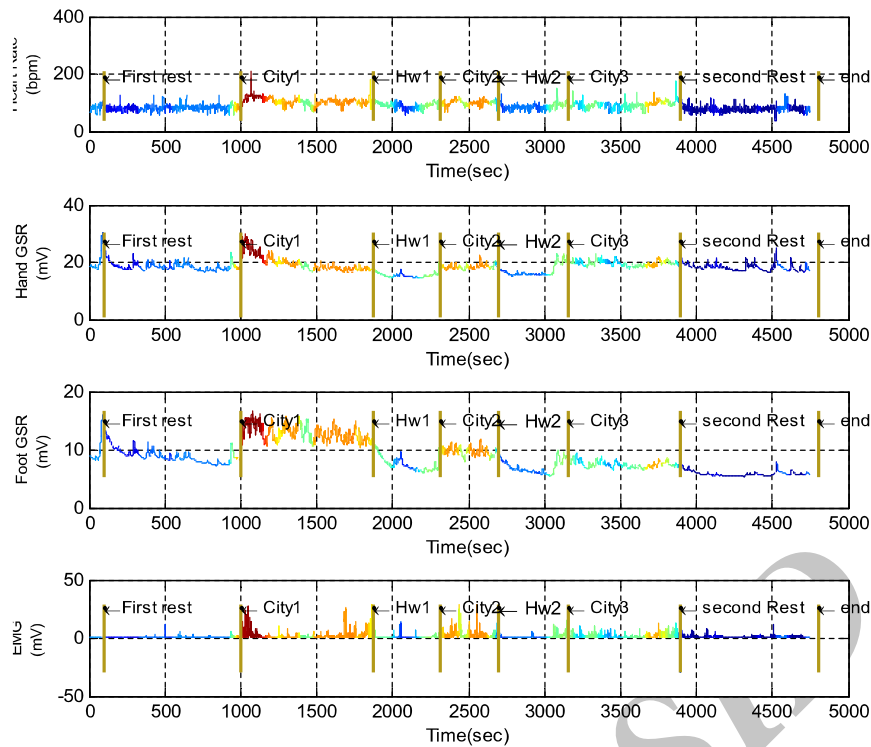 400
200
0
Heart Rate
(bpm)
First rest
City1
Hw1
City2
Hw2
City3
second Rest
end
0 500 1000 1500 2000 2500 3000 3500 4000 4500 5000
Time(sec)
40
20
0
Hand GSR
(mV)
First rest
City1
Hw1
City2
Hw2
City3
second Rest
end
0 500 1000 1500 2000 2500 3000 3500 4000 4500 5000
Time(sec)
20
10
0
Foot GSR
(mV)
First rest
City1
Hw1
City2
Hw2
City3
second Rest
end
0 500 1000 1500 2000 2500 3000 3500 4000 4500 5000
Time(sec)
50
0
-50
EMG
(mV)
First rest
City1
Hw1
City2
Hw2
City3
second Rest
end
0 500 1000 1500 2000 2500 3000 3500 4000 4500 5000
Time(sec)